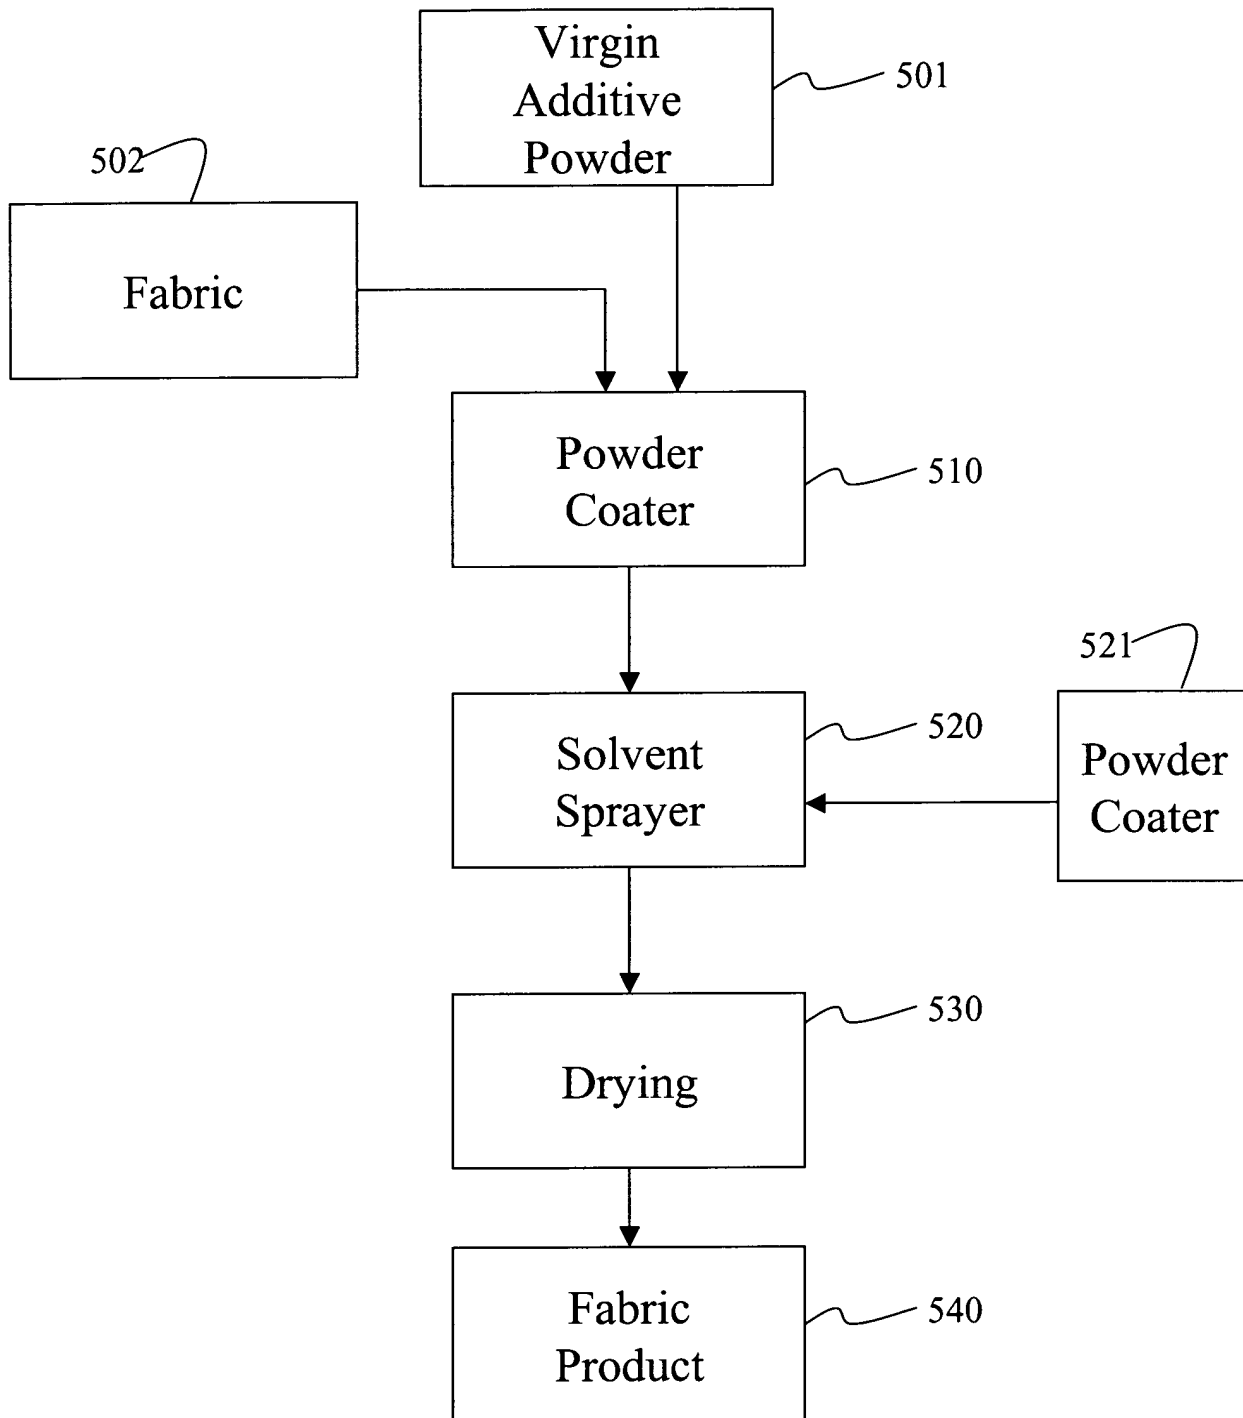 Virgin
Additive
Powder
501
502
Fabric
Powder
Coater
510
521
520
Solvent
Sprayer
Powder
Coater
530
Drying
540
Fabric
Product